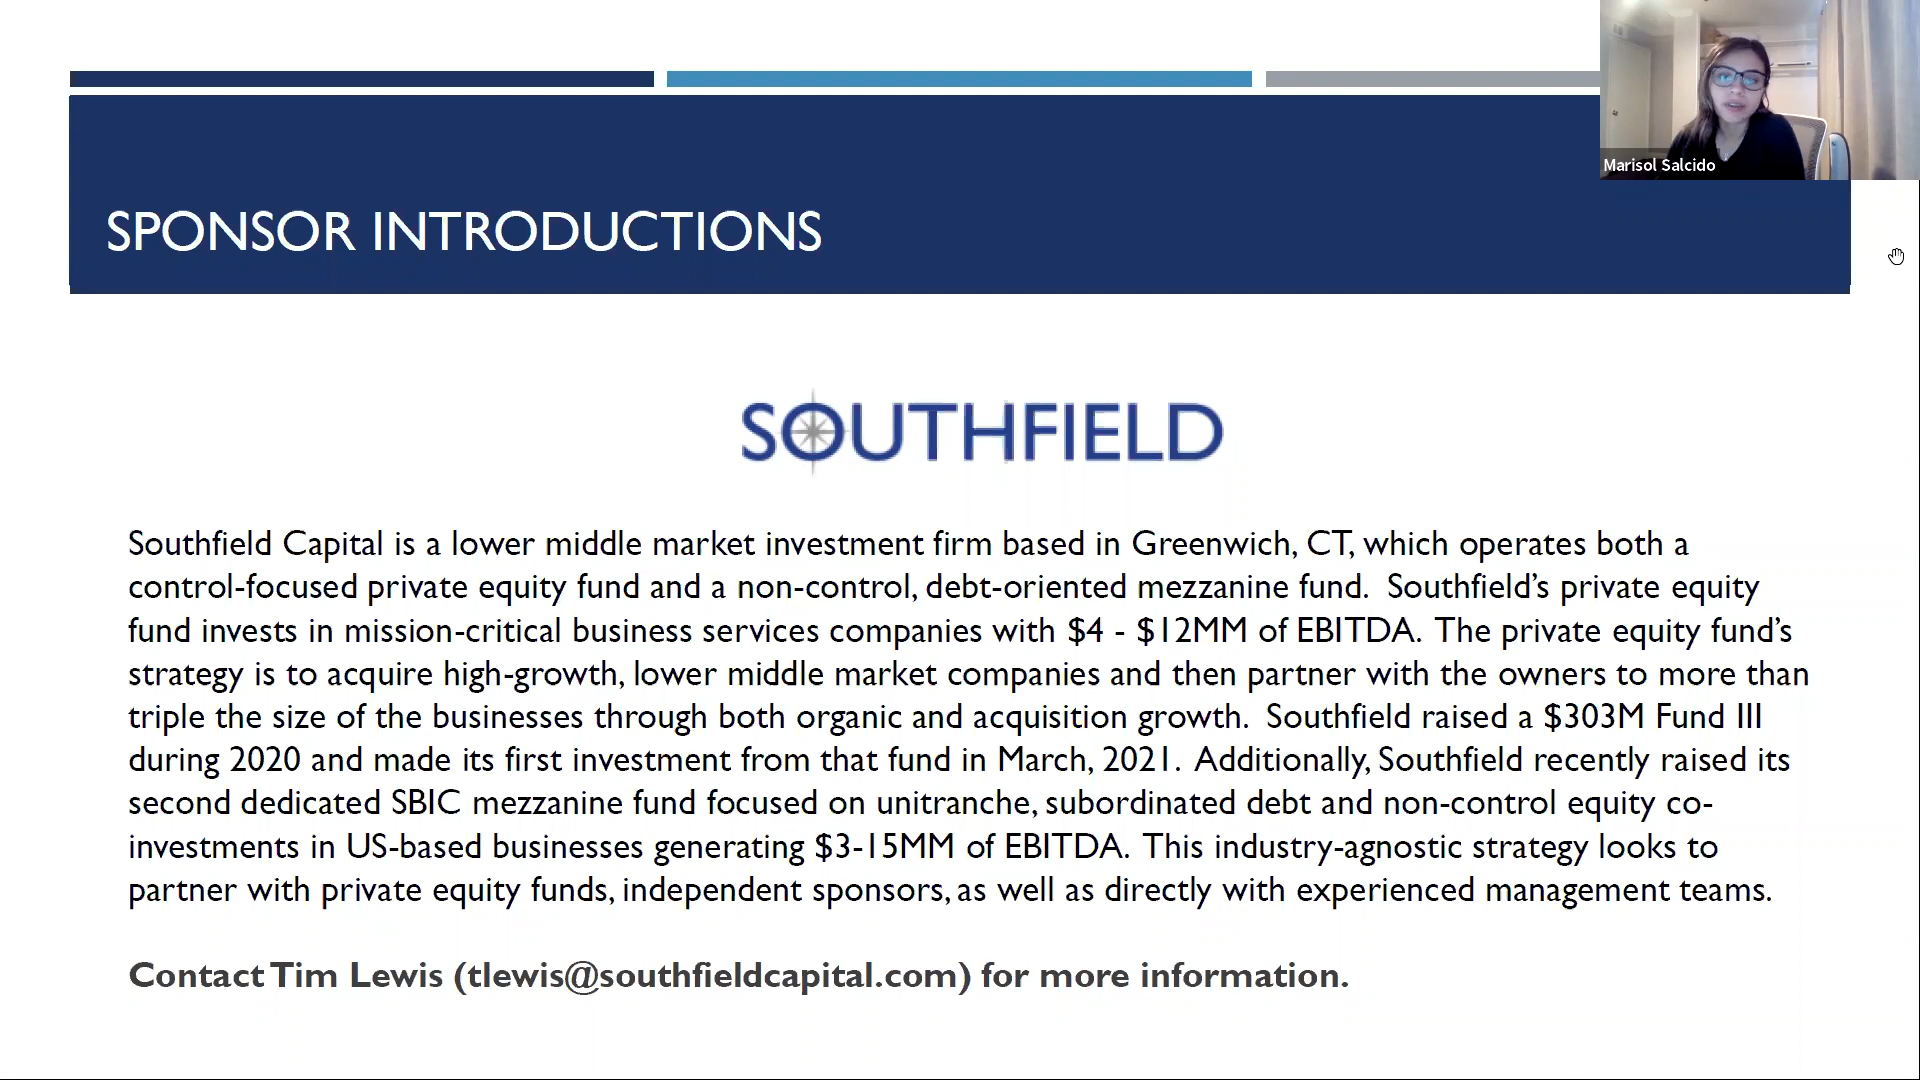 Marisol Salcido
SPONSOR INTRODUCTIONS
SOUTHFIELD
Southfield Capital is a lower middle market investment firm based in Greenwich, CT, which operates both a
control-focused private equity fund and a non-control, debt-oriented mezzanine fund.  Southfield’s private equity
fund invests in mission-critical business services companies with $4 - $12MM of EBITDA.  The private equity fund’s
strategy is to acquire high-growth, lower middle market companies and then partner with the owners to more than
triple the size of the businesses through both organic and acquisition growth.  Southfield raised a $303M Fund III
during 2020 and made its first investment from that fund in March, 2021.  Additionally, Southfield recently raised its
second dedicated SBIC mezzanine fund focused on unitranche, subordinated debt and non-control equity co-
investments in US-based businesses generating $3-15MM of EBITDA.  This industry-agnostic strategy looks to
partner with private equity funds, independent sponsors, as well as directly with experienced management teams.
Contact Tim Lewis (tlewis@southfieldcapital.com) for more information.